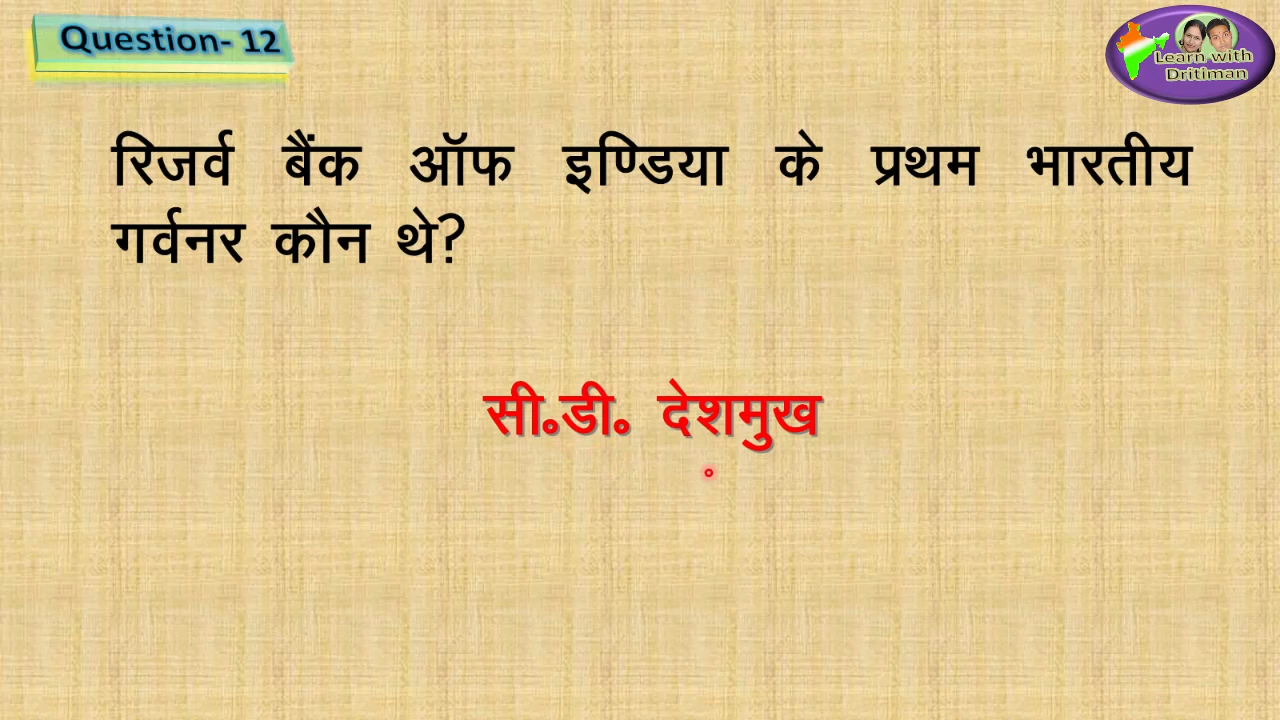 Question- 12
Learn with
Dritiman
रिजर्व बैंक ऑफ इण्डिया के प्रथम भारतीय
गर्वनर कौन थे?
सी.डी. देशमुख